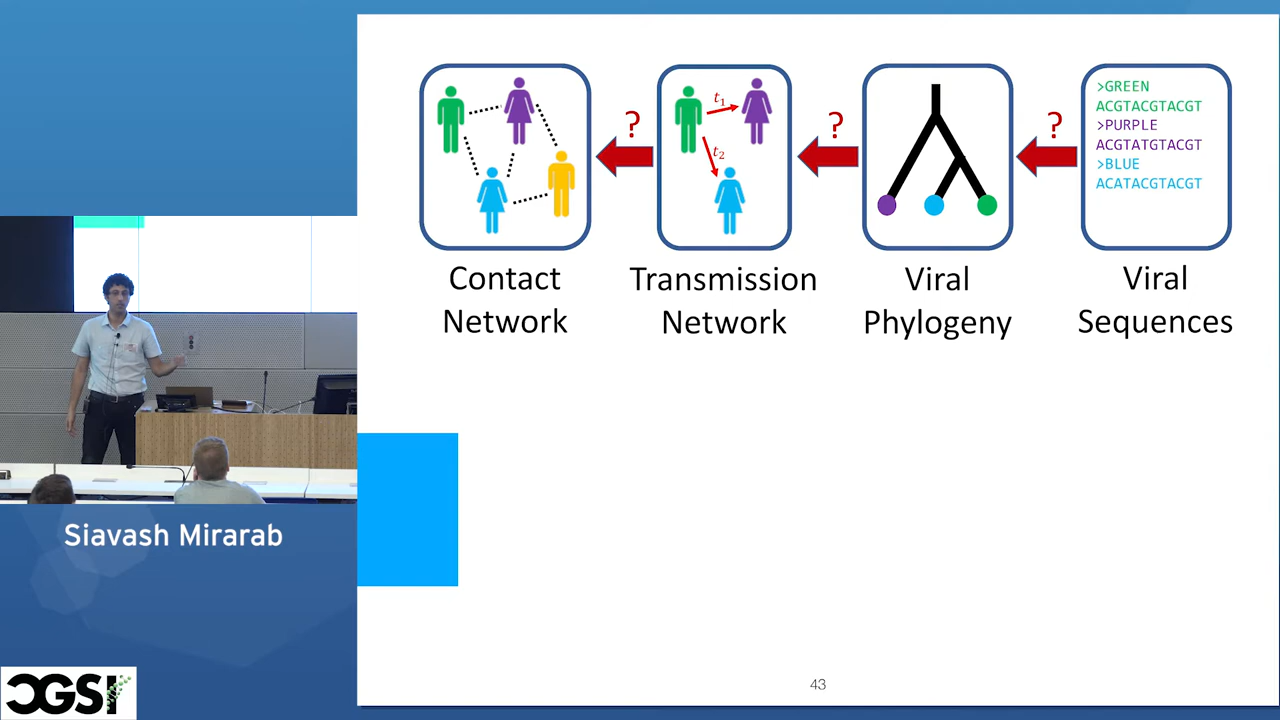 >GREEN
ACGTACGTACGT
>PURPLE
ACGTATGTACGT
>BLUE
ACATACGTACGT
?
?
?
t1
t2
Contact
Network
Transmission
Network
Viral
Phylogeny
Viral
Sequences
Siavash Mirarab
CGSI
43